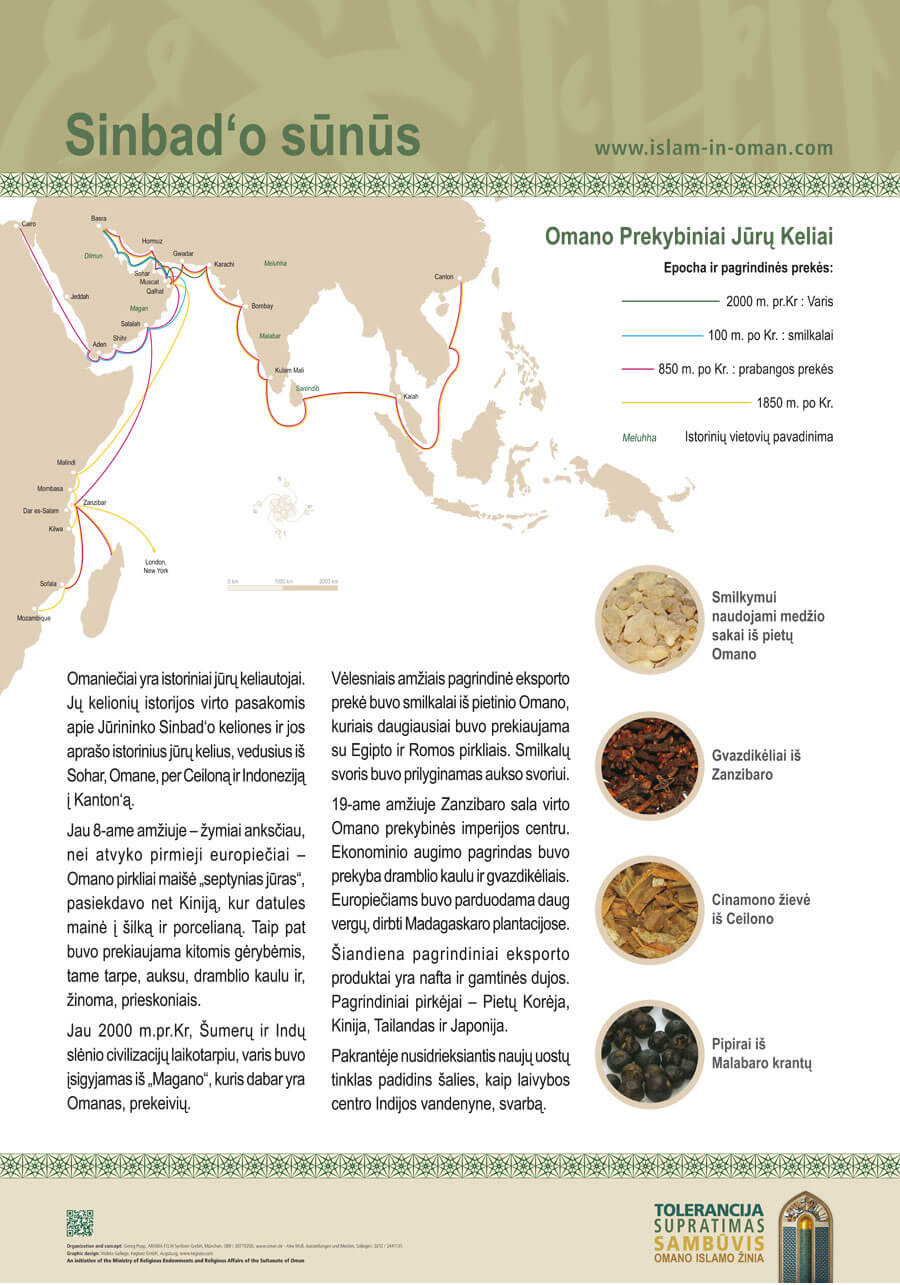 Sinbad‘o sūnūs
www.islam-in-oman.com
Omano Prekybiniai Jūrų Keliai
Epocha ir pagrindinės prekės:
2000 m. pr.Kr : Varis
100 m. po Kr. : smilkalai
850 m. po Kr. : prabangos prekės
1850 m. po Kr.
Meluhha Istorinių vietovių pavadinima
Cairo
Basra
Dilmun
Hormuz
Gwadar
Karachi
Meluhha
Canton
Sohar
Muscat
Qalhat
Jeddah
Magan
Bombay
Salalah
Shihr
Aden
Malabar
Kulam Mali
Sarendib
Kalah
Malindi
Mombasa
Zanzibar
Dar es-Salam
Kilwa
London,
New York
Sofala
Mozambique
0 km 1000 km 2000 km
Smilkymui
naudojami medžio
sakai iš pietų
Omano
Gvazdikėliai iš
Zanzibaro
Cinamono žievė
iš Ceilono
Pipirai iš
Malabaro krantų
Omaniečiai yra istoriniai jūrų keliautojai.
Jų kelionių istorijos virto pasakomis
apie Jūrininko Sinbad‘o keliones ir jos
aprašo istorinius jūrų kelius, vedusius iš
Sohar, Omane, per Ceiloną ir Indoneziją
į Kanton‘ą.
Jau 8-ame amžiuje – žymiai anksčiau,
nei atvyko pirmieji europiečiai –
Omano pirkliai maišė „septynias jūras“,
pasiekdavo net Kiniją, kur datules
mainė į šilką ir porcelianą. Taip pat
buvo prekiaujama kitomis gėrybėmis,
tame tarpe, auksu, dramblio kaulu ir,
žinoma, prieskoniais.
Jau 2000 m.pr.Kr, Šumerų ir Indų
slėnio civilizacijų laikotarpiu, varis buvo
įsigyjamas iš „Magano“, kuris dabar yra
Omanas, prekeivių.
Vėlesniais amžiais pagrindinė eksporto
prekė buvo smilkalai iš pietinio Omano,
kuriais daugiausiai buvo prekiaujama
su Egipto ir Romos pirkliais. Smilkalų
svoris buvo prilyginamas aukso svoriui.
19-ame amžiuje Zanzibaro sala virto
Omano prekybinės imperijos centru.
Ekonominio augimo pagrindas buvo
prekyba dramblio kaulu ir gvazdikėliais.
Europiečiams buvo parduodama daug
vergų, dirbti Madagaskaro plantacijose.
Šiandiena pagrindiniai eksporto
produktai yra nafta ir gamtinės dujos.
Pagrindiniai pirkėjai – Pietų Korėja,
Kinija, Tailandas ir Japonija.
Pakrantėje nusidrieksiantis naujų uostų
tinklas padidins šalies, kaip laivybos
centro Indijos vandenyne, svarbą.
An initiative of the Ministry of Religious Endowments and Religious Affairs of the Sultanate of Oman
TOLERANCIJA
SUPRATIMAS
SAMBŪVIS
OMANO ISLAMO ŽINIA